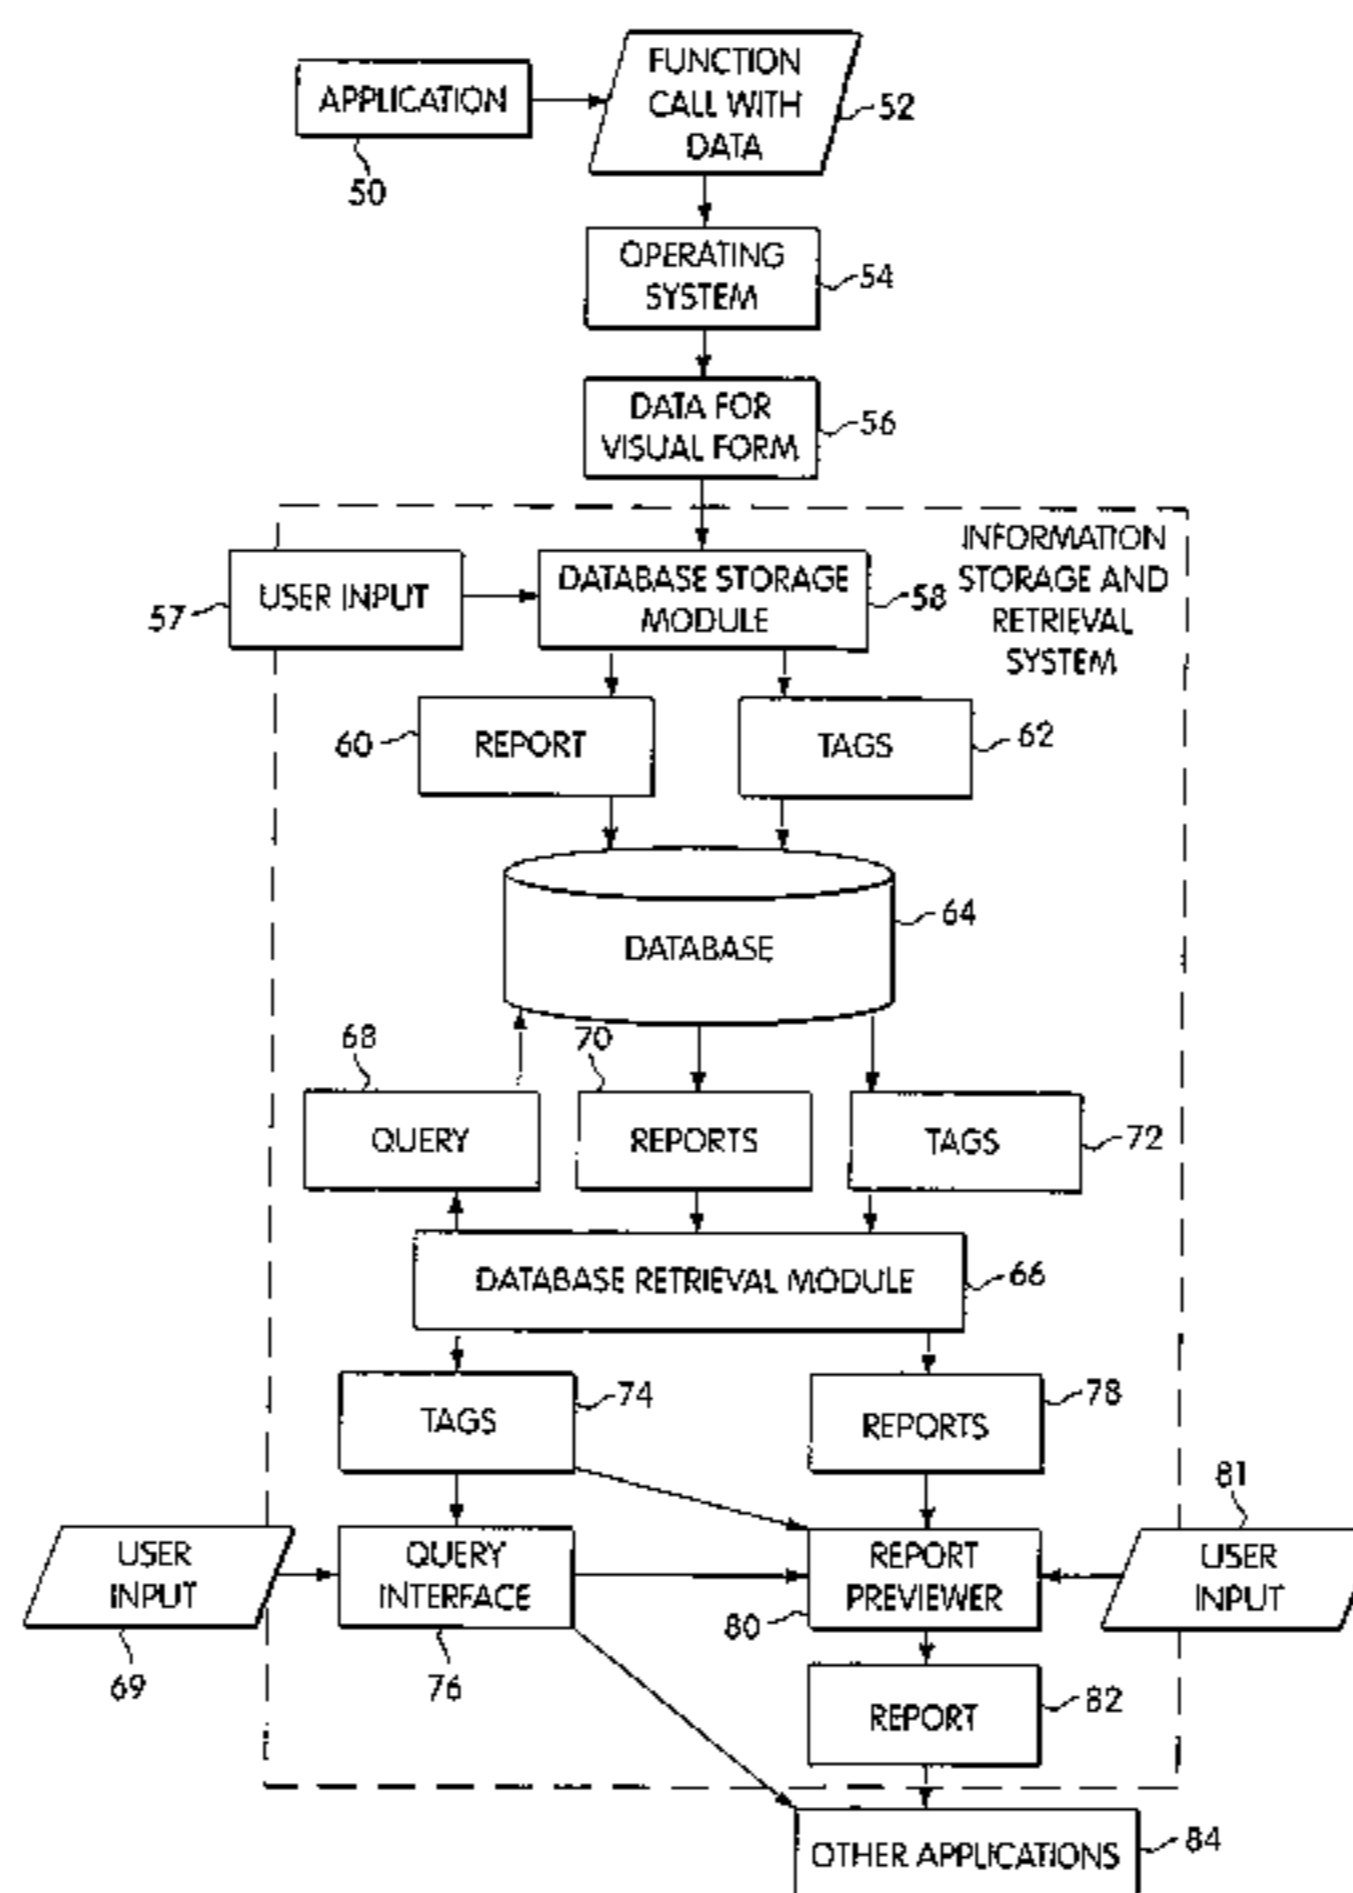 FUNCTION
CALL WITH
DATA
52
APPLICATION
50
OPERATING
SYSTEM
54
DATA FOR
VISUAL FORM
56
INFORMATION
STORAGE AND
RETRIEVAL
SYSTEM
USER INPUT
57
DATABASE STORAGE
MODULE
58
60
REPORT
TAGS
62
DATABASE
64
68
70
QUERY
REPORTS
TAGS
72
DATABASE RETRIEVAL MODULE
66
TAGS
74
REPORTS
78
81
USER
INPUT
69
QUERY
INTERFACE
76
REPORT
PREVIEWER
80
USER
INPUT
REPORT
82
OTHER APPLICATIONS
84